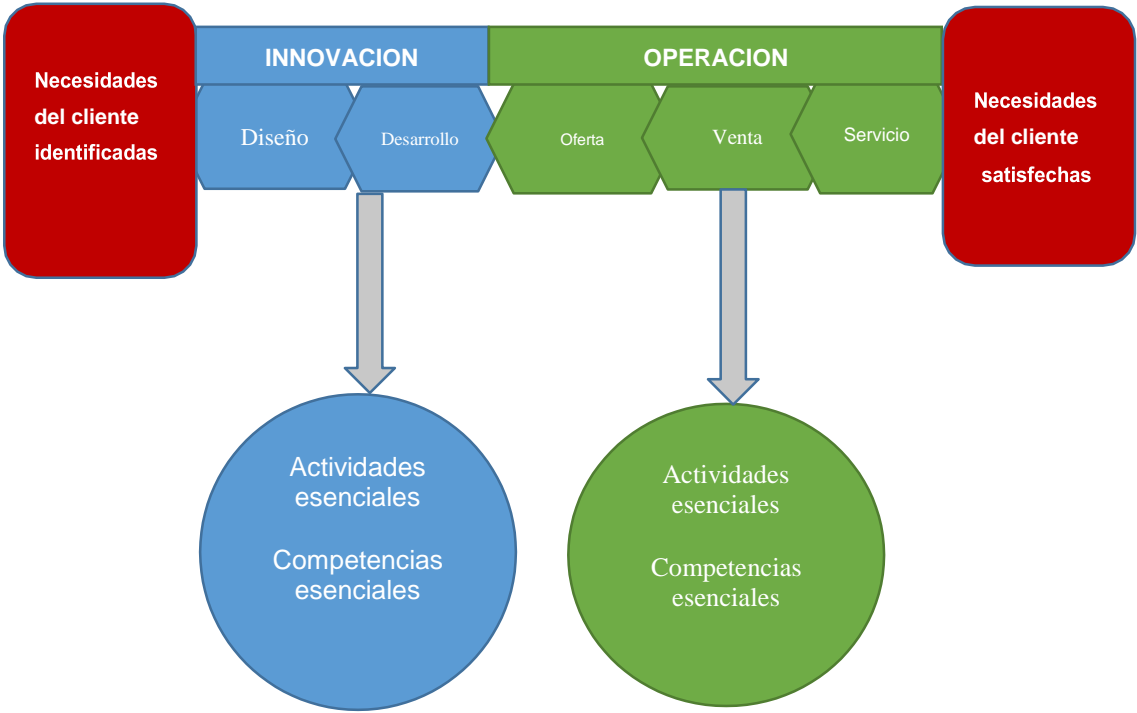 Necesidades
del cliente
identificadas
INNOVACION
OPERACION
Diseño
Desarrollo
Oferta
Venta
Servicio
Necesidades
del cliente
satisfechas
Actividades
esenciales
Competencias
esenciales
Actividades
esenciales
Competencias
esenciales